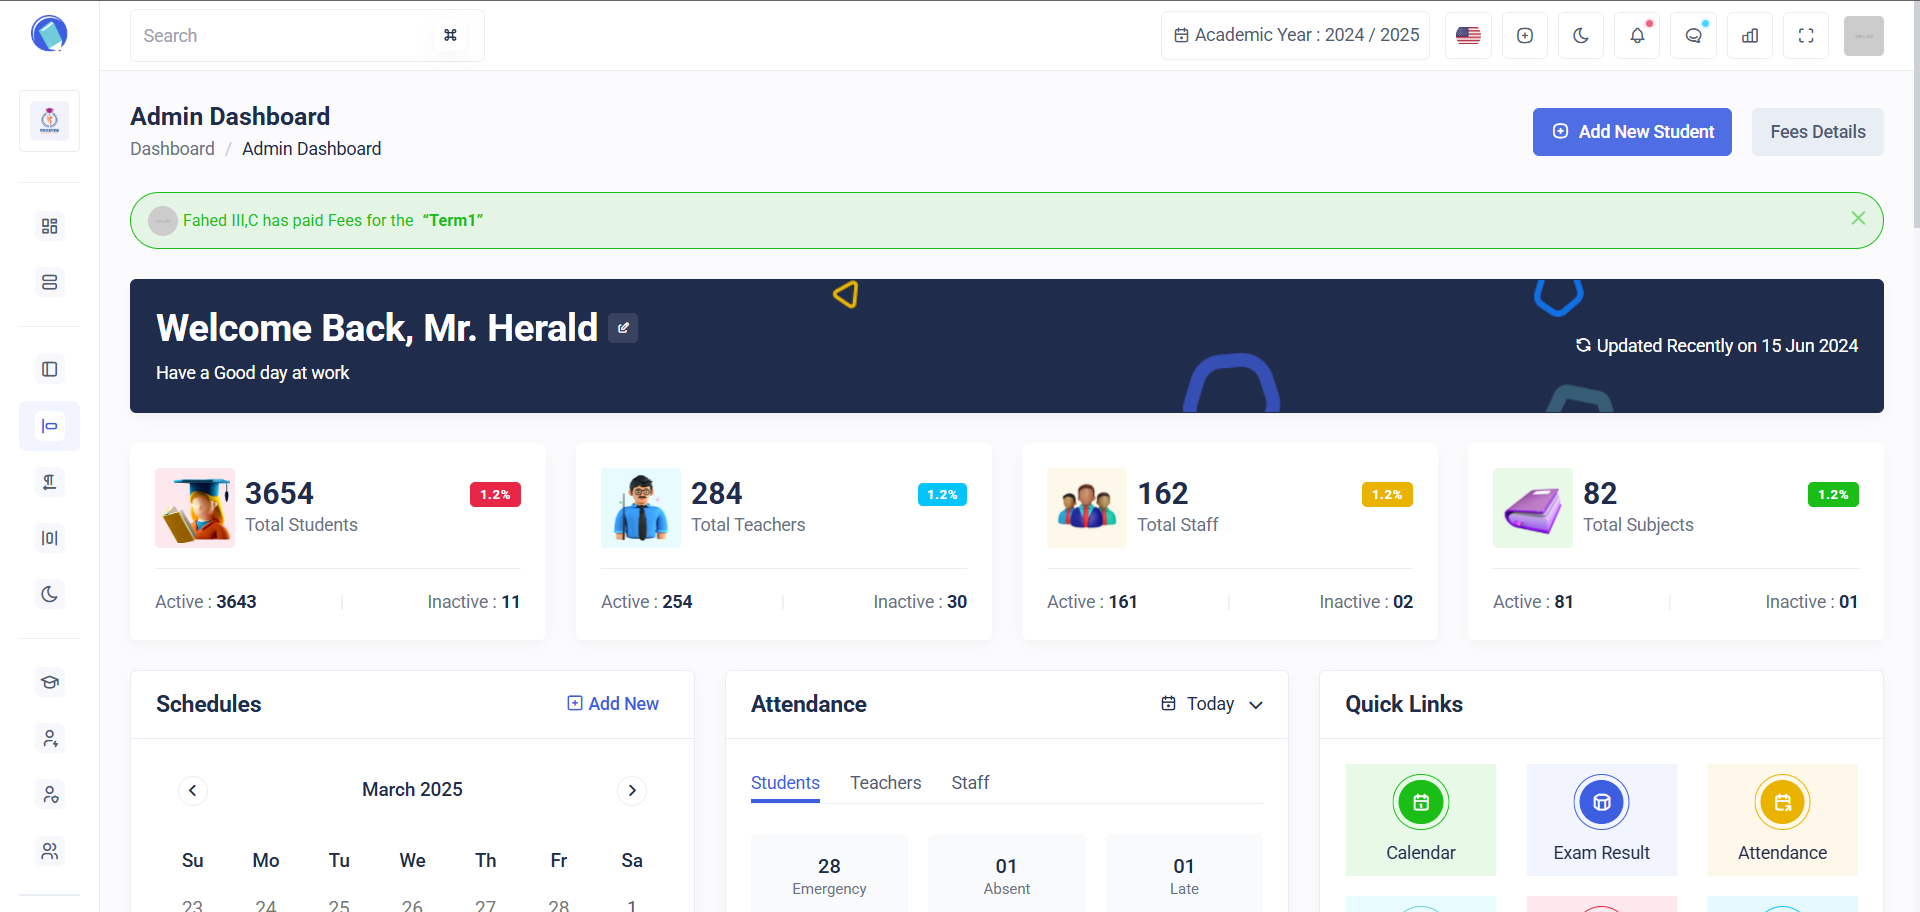 Search
⌘
Academic Year : 2024 / 2025
Admin Dashboard
Dashboard / Admin Dashboard
Add New Student
Fees Details
Fahed III,C has paid Fees for the “Term1”
Welcome Back, Mr. Herald
Have a Good day at work
Updated Recently on 15 Jun 2024
3654
1.2%
Total Students
Active : 3643
Inactive : 11
284
1.2%
Total Teachers
Active : 254
Inactive : 30
162
1.2%
Total Staff
Active : 161
Inactive : 02
82
1.2%
Total Subjects
Active : 81
Inactive : 01
Schedules
Add New
March 2025
Su Mo Tu We Th Fr Sa
23 24 25 26 27 28 1
Attendance
Today
Students Teachers Staff
28
Emergency
01
Absent
01
Late
Quick Links
Calendar
Exam Result
Attendance